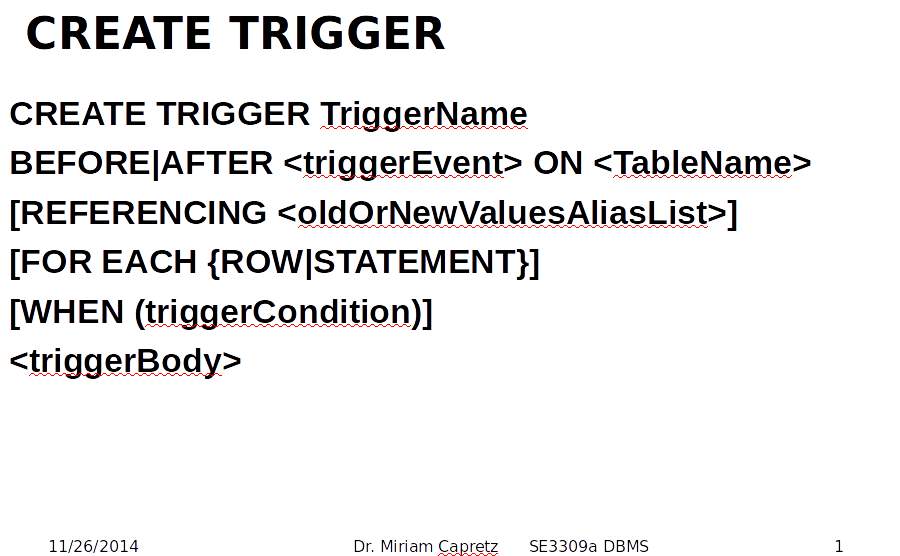 CREATE TRIGGER
CREATE TRIGGER TriggerName
BEFORE|AFTER <triggerEvent> ON <TableName>
[REFERENCING <oldOrNewValuesAliasList>]
[FOR EACH {ROW|STATEMENT}]
[WHEN (triggerCondition)]
<triggerBody>
11/26/2014 Dr. Miriam Capretz SE3309a DBMS 1